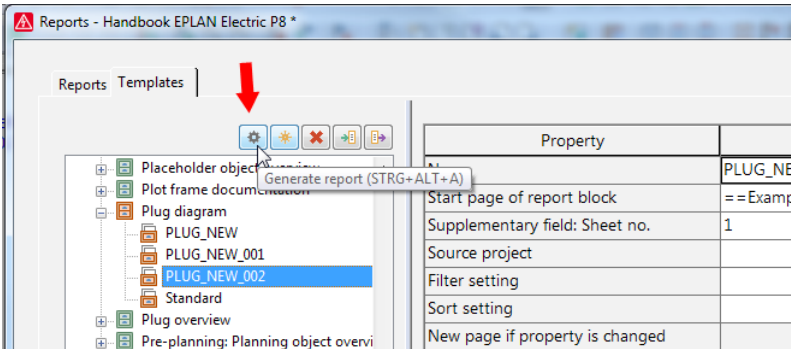 Reports - Handbook EPLAN Electric P8 *
Reports Templates
Property
Placeholder object overview
Generate report (STRG+ALT+A)
Plot frame documentation
Plug diagram
PLUG_NEW
PLUG_NEW_001
PLUG_NEW_002
Standard
Plug overview
Pre-planning: Planning object overvi
PLUG_NE
Start page of report block ==Examp
Supplementary field: Sheet no. 1
Source project
Filter setting
Sort setting
New page if property is changed